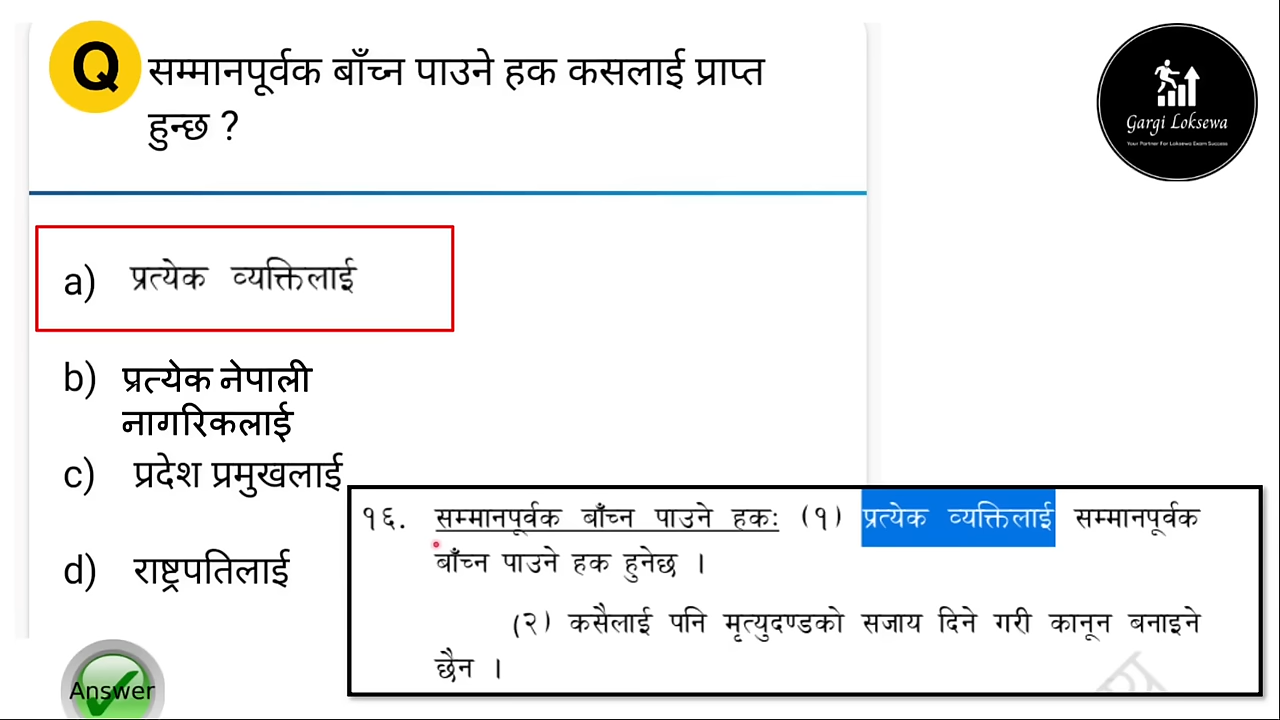 Q
सम्मानपूर्वक बाँच्न पाउने हक कसलाई प्राप्त
हुन्छ ?
Gargi Loksewa
Your Partner For Loksewa Exam Success
a) प्रत्येक व्यक्तिलाई
b) प्रत्येक नेपाली
नागरिकलाई
c) प्रदेश प्रमुखलाई
d) राष्ट्रपतिलाई
१६. सम्मानपूर्वक बाँच्न पाउने हकः (१) प्रत्येक व्यक्तिलाई सम्मानपूर्वक
बाँच्न पाउने हक हुनेछ ।
(२) कसैलाई पनि मृत्युदण्डको सजाय दिने गरी कानून बनाइने
छैन ।
Answer